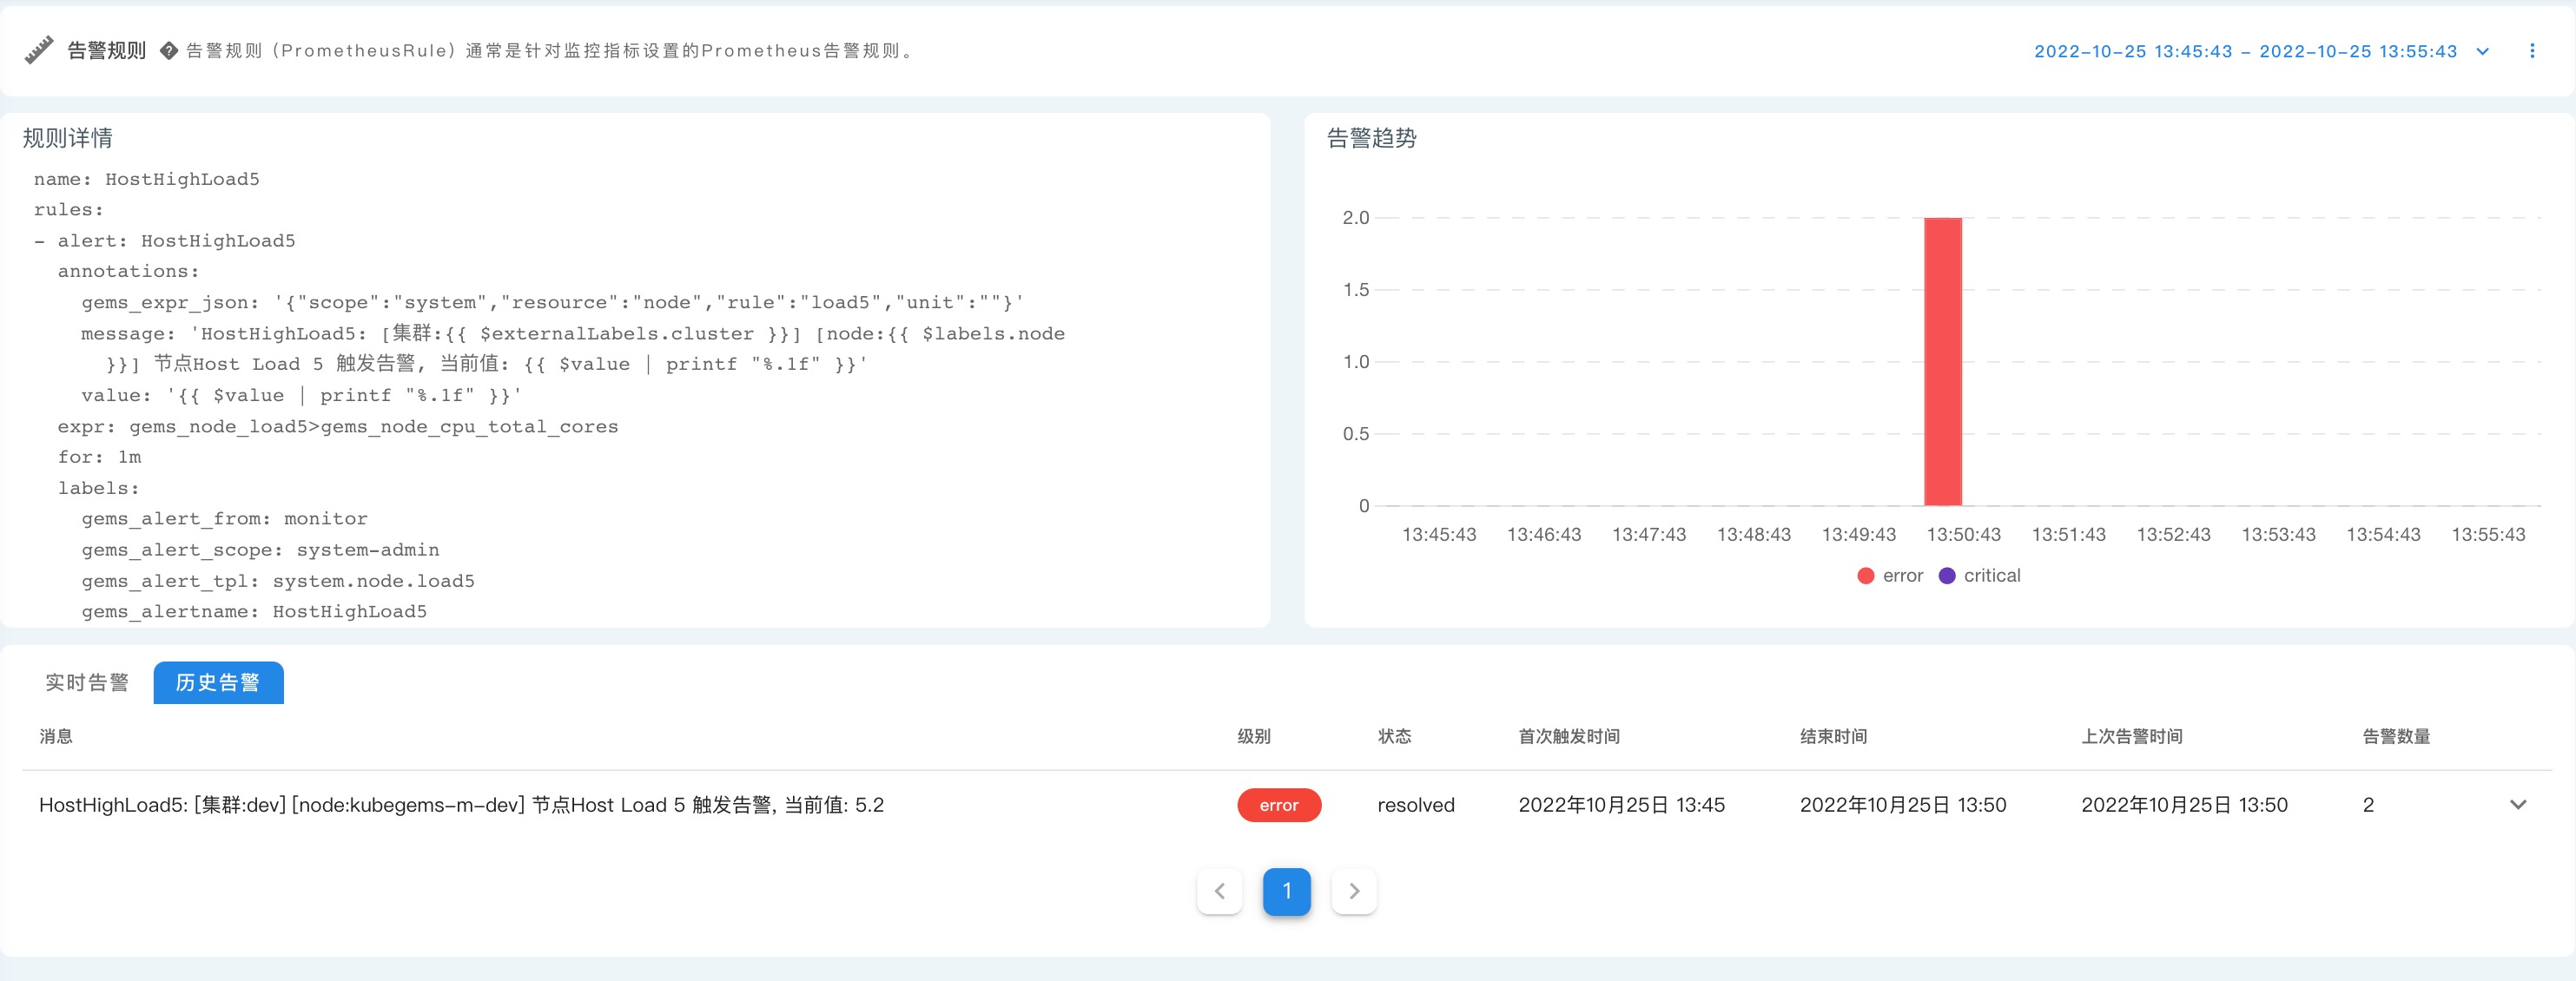 告警规则 告警规则（PrometheusRule）通常是针对监控指标设置的Prometheus告警规则。 2022-10-25 13:45:43 - 2022-10-25 13:55:43
规则详情
name: HostHighLoad5
rules:
- alert: HostHighLoad5
annotations:
gems_expr_json: '{"scope":"system","resource":"node","rule":"load5","unit":""}'
message: 'HostHighLoad5: [集群:{{ $externalLabels.cluster }}] [node:{{ $labels.node
}}] 节点Host Load 5 触发告警, 当前值: {{ $value | printf "%.1f" }}'
value: '{{ $value | printf "%.1f" }}'
expr: gems_node_load5>gems_node_cpu_total_cores
for: 1m
labels:
gems_alert_from: monitor
gems_alert_scope: system-admin
gems_alert_tpl: system.node.load5
gems_alertname: HostHighLoad5
告警趋势
2.0
1.5
1.0
0.5
0
13:45:43 13:46:43 13:47:43 13:48:43 13:49:43 13:50:43 13:51:43 13:52:43 13:53:43 13:54:43 13:55:43
error critical
实时告警 历史告警
消息 级别 状态 首次触发时间 结束时间 上次告警时间 告警数量
HostHighLoad5: [集群:dev] [node:kubegems-m-dev] 节点Host Load 5 触发告警, 当前值: 5.2 error resolved 2022年10月25日 13:45 2022年10月25日 13:50 2022年10月25日 13:50 2
1